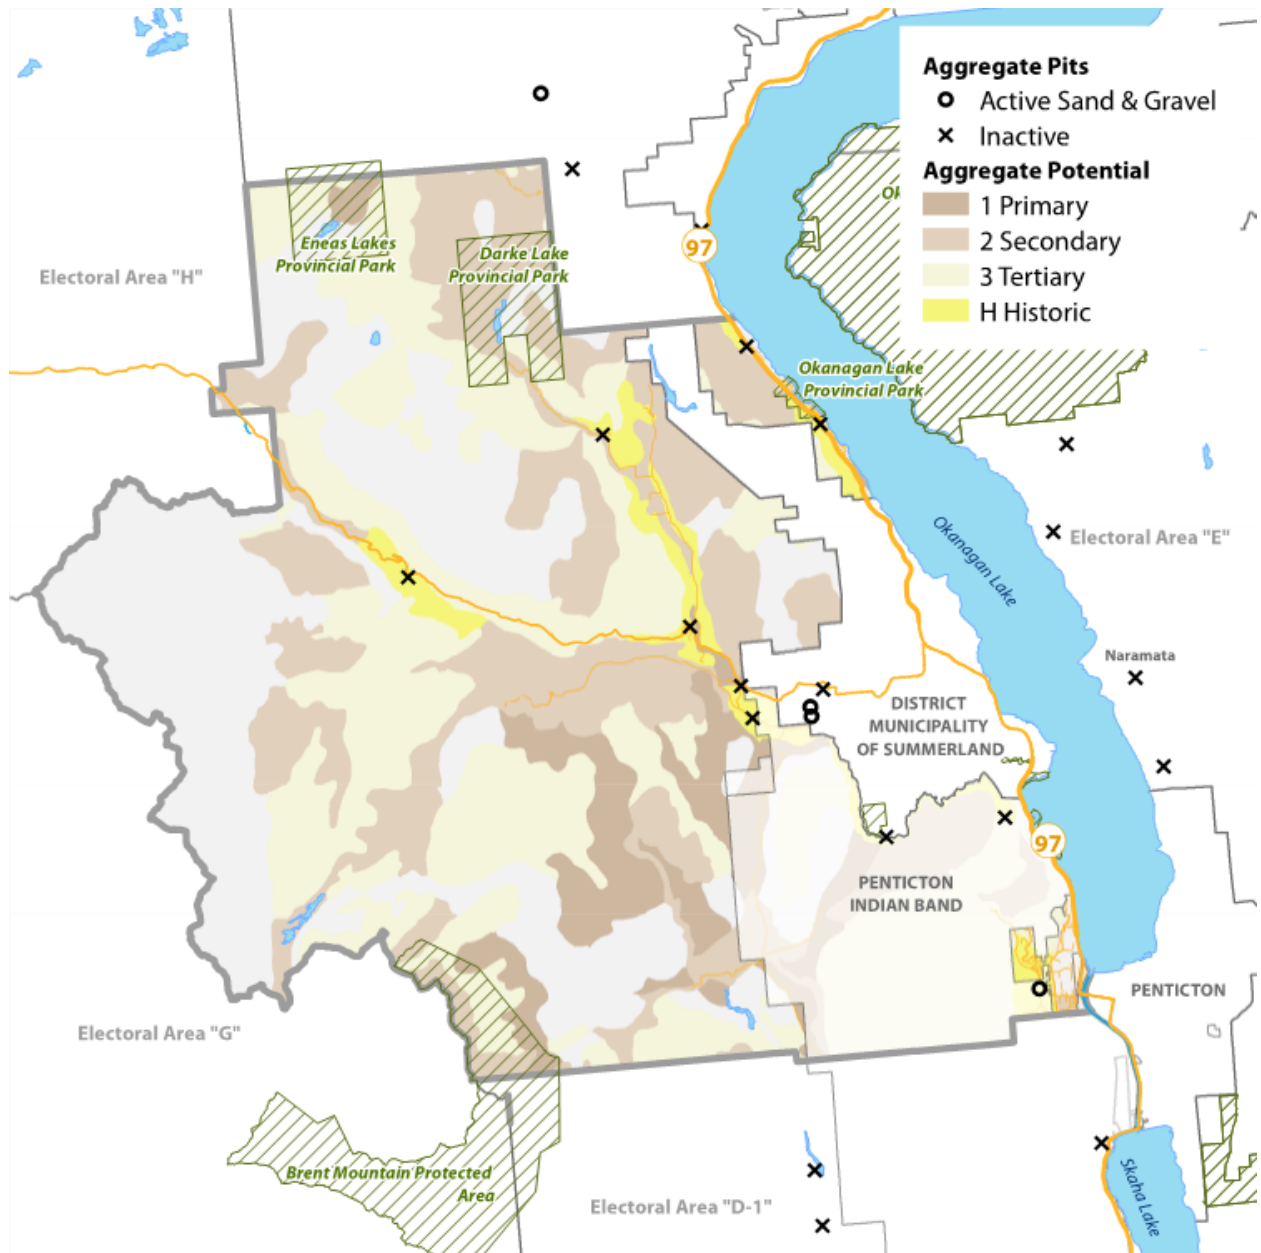 Aggregate Pits
Active Sand & Gravel
Inactive
Aggregate Potential
1 Primary
2 Secondary
3 Tertiary
H Historic
97
Eneas Lakes
Provincial Park
Darke Lake
Provincial Park
Electoral Area "H"
Okanagan Lake
Provincial Park
Okanagan Lake
Electoral Area "E"
Naramata
DISTRICT
MUNICIPALITY
OF SUMMERLAND
97
PENTICTON
INDIAN BAND
PENTICTON
Electoral Area "G"
Brent Mountain Protected
Area
Electoral Area "D-1"
Skaha Lake